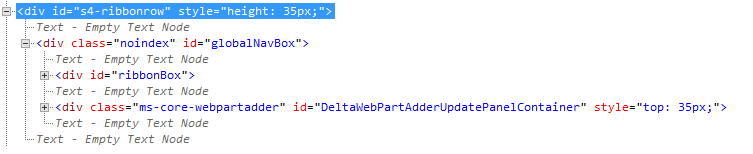 <div id="s4-ribbonrow" style="height: 35px;">
Text - Empty Text Node
<div class="noindex" id="globalNavBox">
Text - Empty Text Node
<div id="ribbonBox">
Text - Empty Text Node
<div class="ms-core-webpartadder" id="DeltaWebPartAdderUpdatePanelContainer" style="top: 35px;">
Text - Empty Text Node
Text - Empty Text Node